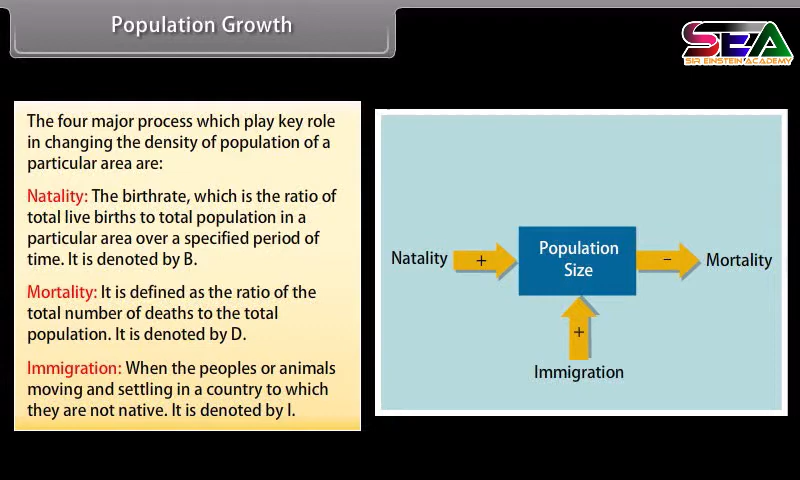 Population Growth
SEA
SIR EINSTEIN ACADEMY
The four major process which play key role
in changing the density of population of a
particular area are:
Natality: The birthrate, which is the ratio of
total live births to total population in a
particular area over a specified period of
time. It is denoted by B.
Mortality: It is defined as the ratio of the
total number of deaths to the total
population. It is denoted by D.
Immigration: When the peoples or animals
moving and settling in a country to which
they are not native. It is denoted by I.
Natality
+
Population
Size
−
Mortality
+
Immigration